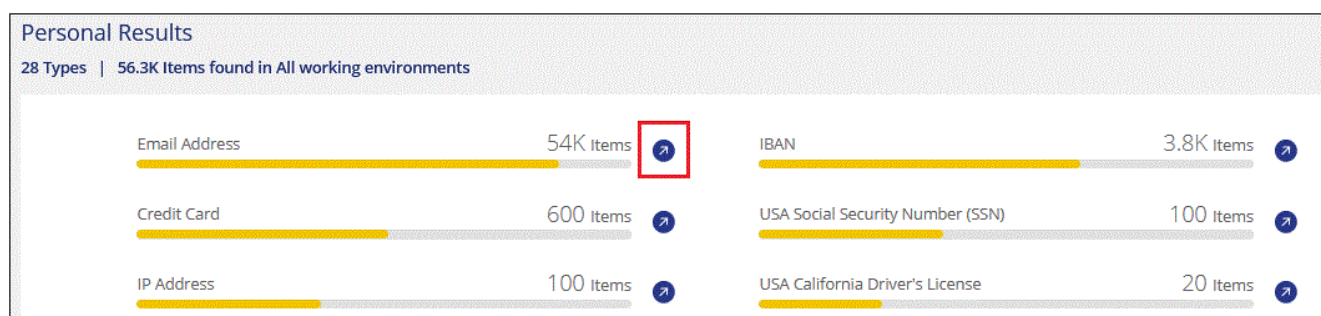 Personal Results
28 Types | 56.3K Items found in All working environments
Email Address 54K Items
IBAN 3.8K Items
Credit Card 600 Items
USA Social Security Number (SSN) 100 Items
IP Address 100 Items
USA California Driver's License 20 Items